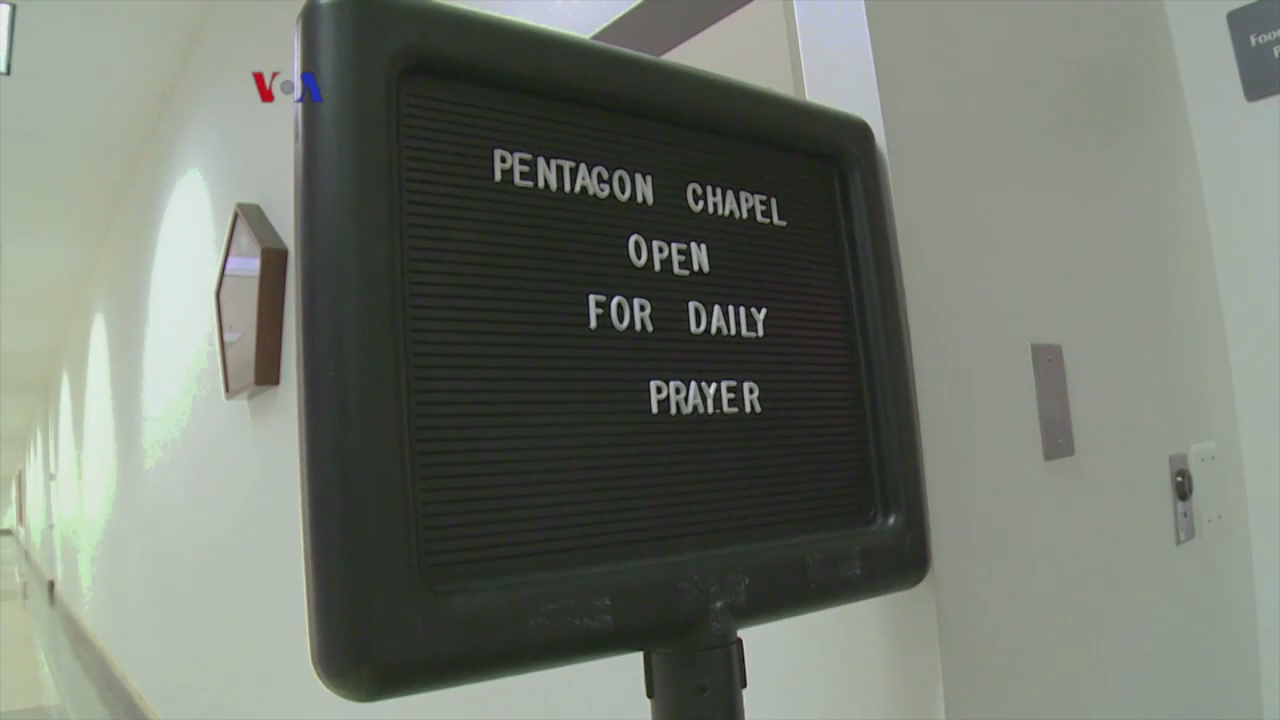 VOA
PENTAGON CHAPEL
OPEN
FOR DAILY
PRAYER